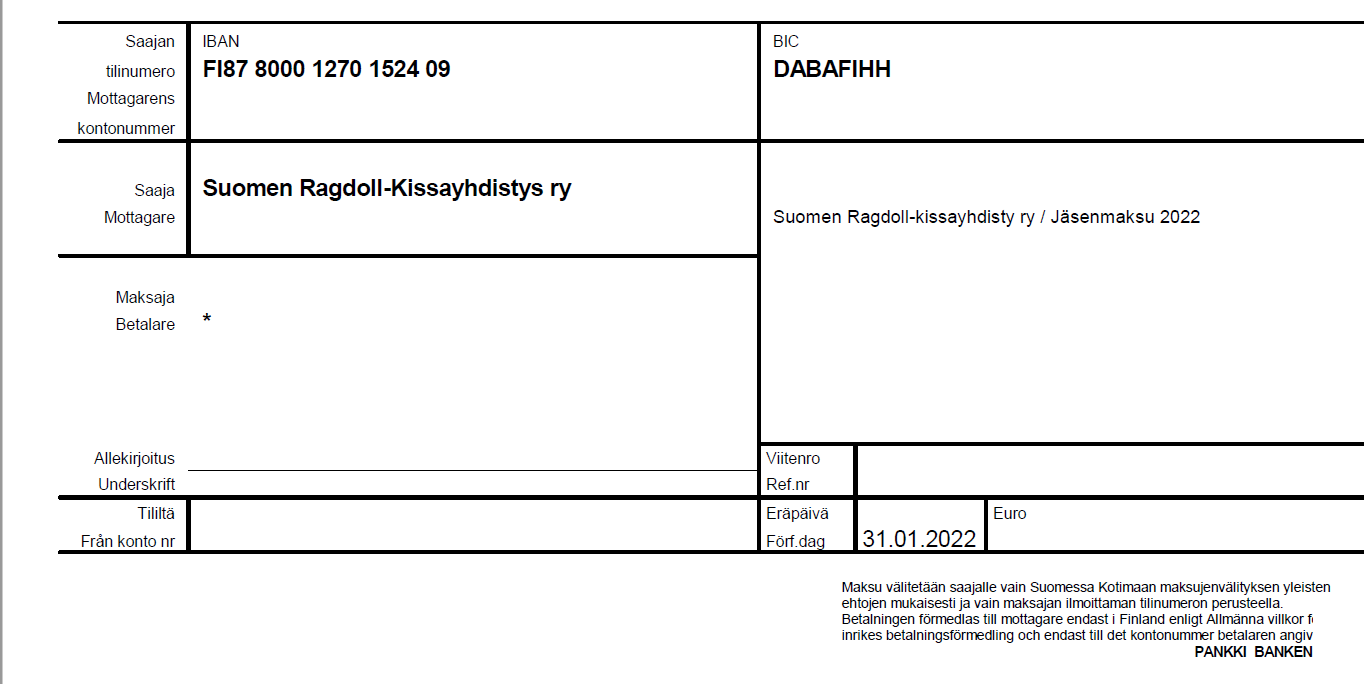 Saajan
tilinumero
Mottagarens
kontonummer
IBAN
FI87 8000 1270 1524 09
BIC
DABAFIHH
Saaja
Mottagare
Suomen Ragdoll-Kissayhdistys ry
Suomen Ragdoll-kissayhdisty ry / Jäsenmaksu 2022
Maksaja
Betalare
*
Allekirjoitus
Underskrift
Viitenro
Ref.nr
Tililtä
Från konto nr
Eräpäivä
Förf.dag
31.01.2022
Euro
Maksu välitetään saajalle vain Suomessa Kotimaan maksujenvälityksen yleisten
ehtojen mukaisesti ja vain maksajan ilmoittaman tilinumeron perusteella.
Betalningen förmedlas till mottagare endast i Finland enligt Allmänna villkor f
inrikes betalningsförmedling och endast till det kontonummer betalaren angiv
PANKKI BANKEN